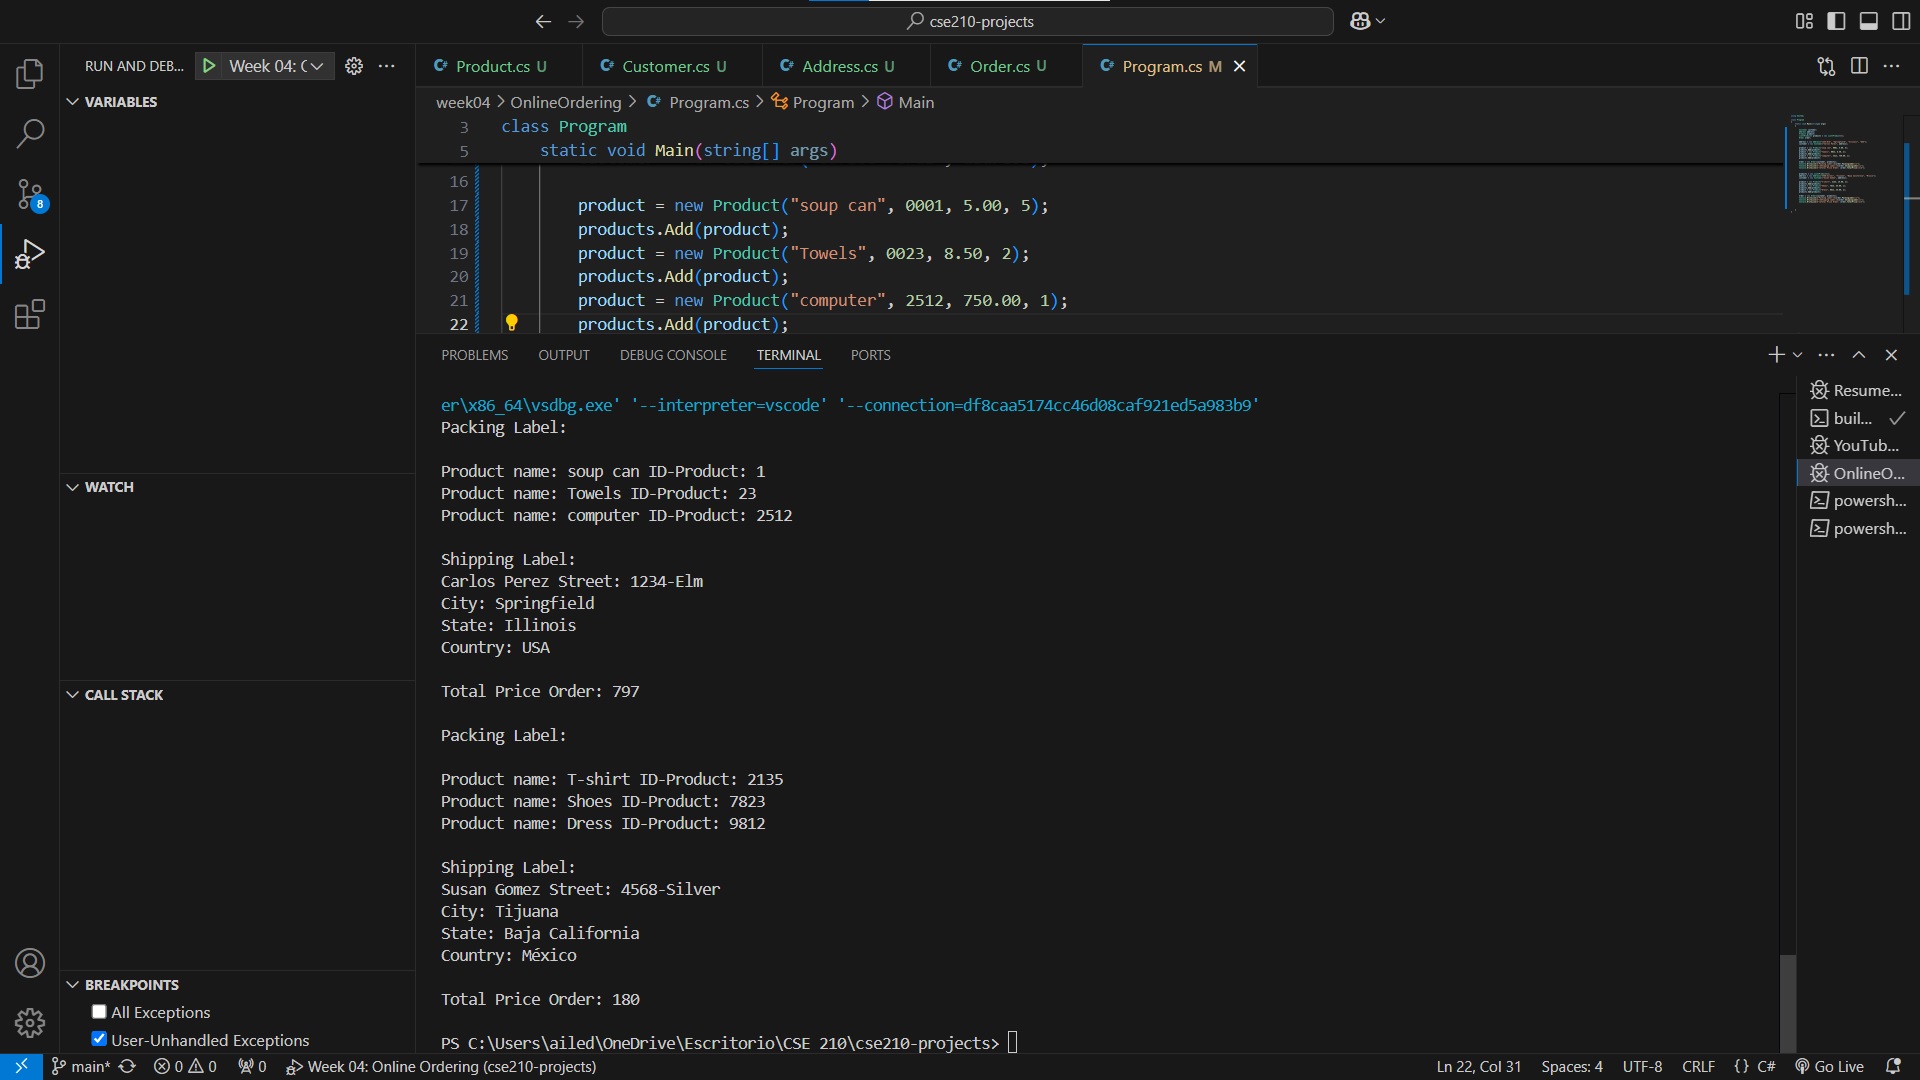 cse210-projects
RUN AND DEB... Week 04: C
Product.cs U Customer.cs U Address.cs U Order.cs U Program.cs M
VARIABLES
week04 > OnlineOrdering > Program.cs > Program > Main
3 class Program
5 static void Main(string[] args)
16
17 product = new Product("soup can", 0001, 5.00, 5);
18 products.Add(product);
19 product = new Product("Towels", 0023, 8.50, 2);
20 products.Add(product);
21 product = new Product("computer", 2512, 750.00, 1);
22 products.Add(product);
8
PROBLEMS OUTPUT DEBUG CONSOLE TERMINAL PORTS
er\x86_64\vsdbg.exe' '--interpreter=vscode' '--connection=df8caa5174cc46d08caf921ed5a983b9'
Packing Label:
Product name: soup can ID-Product: 1
Product name: Towels ID-Product: 23
Product name: computer ID-Product: 2512
Shipping Label:
Carlos Perez Street: 1234-Elm
City: Springfield
State: Illinois
Country: USA
Total Price Order: 797
Packing Label:
Product name: T-shirt ID-Product: 2135
Product name: Shoes ID-Product: 7823
Product name: Dress ID-Product: 9812
Shipping Label:
Susan Gomez Street: 4568-Silver
City: Tijuana
State: Baja California
Country: México
Total Price Order: 180
PS C:\Users\ailed\OneDrive\Escritorio\CSE 210\cse210-projects>
Resume...
buil...
YouTub...
OnlineO...
powersh...
powersh...
WATCH
CALL STACK
BREAKPOINTS
All Exceptions
User-Unhandled Exceptions
main* 0 0 0 Week 04: Online Ordering (cse210-projects) Ln 22, Col 31 Spaces: 4 UTF-8 CRLF {} C# Go Live